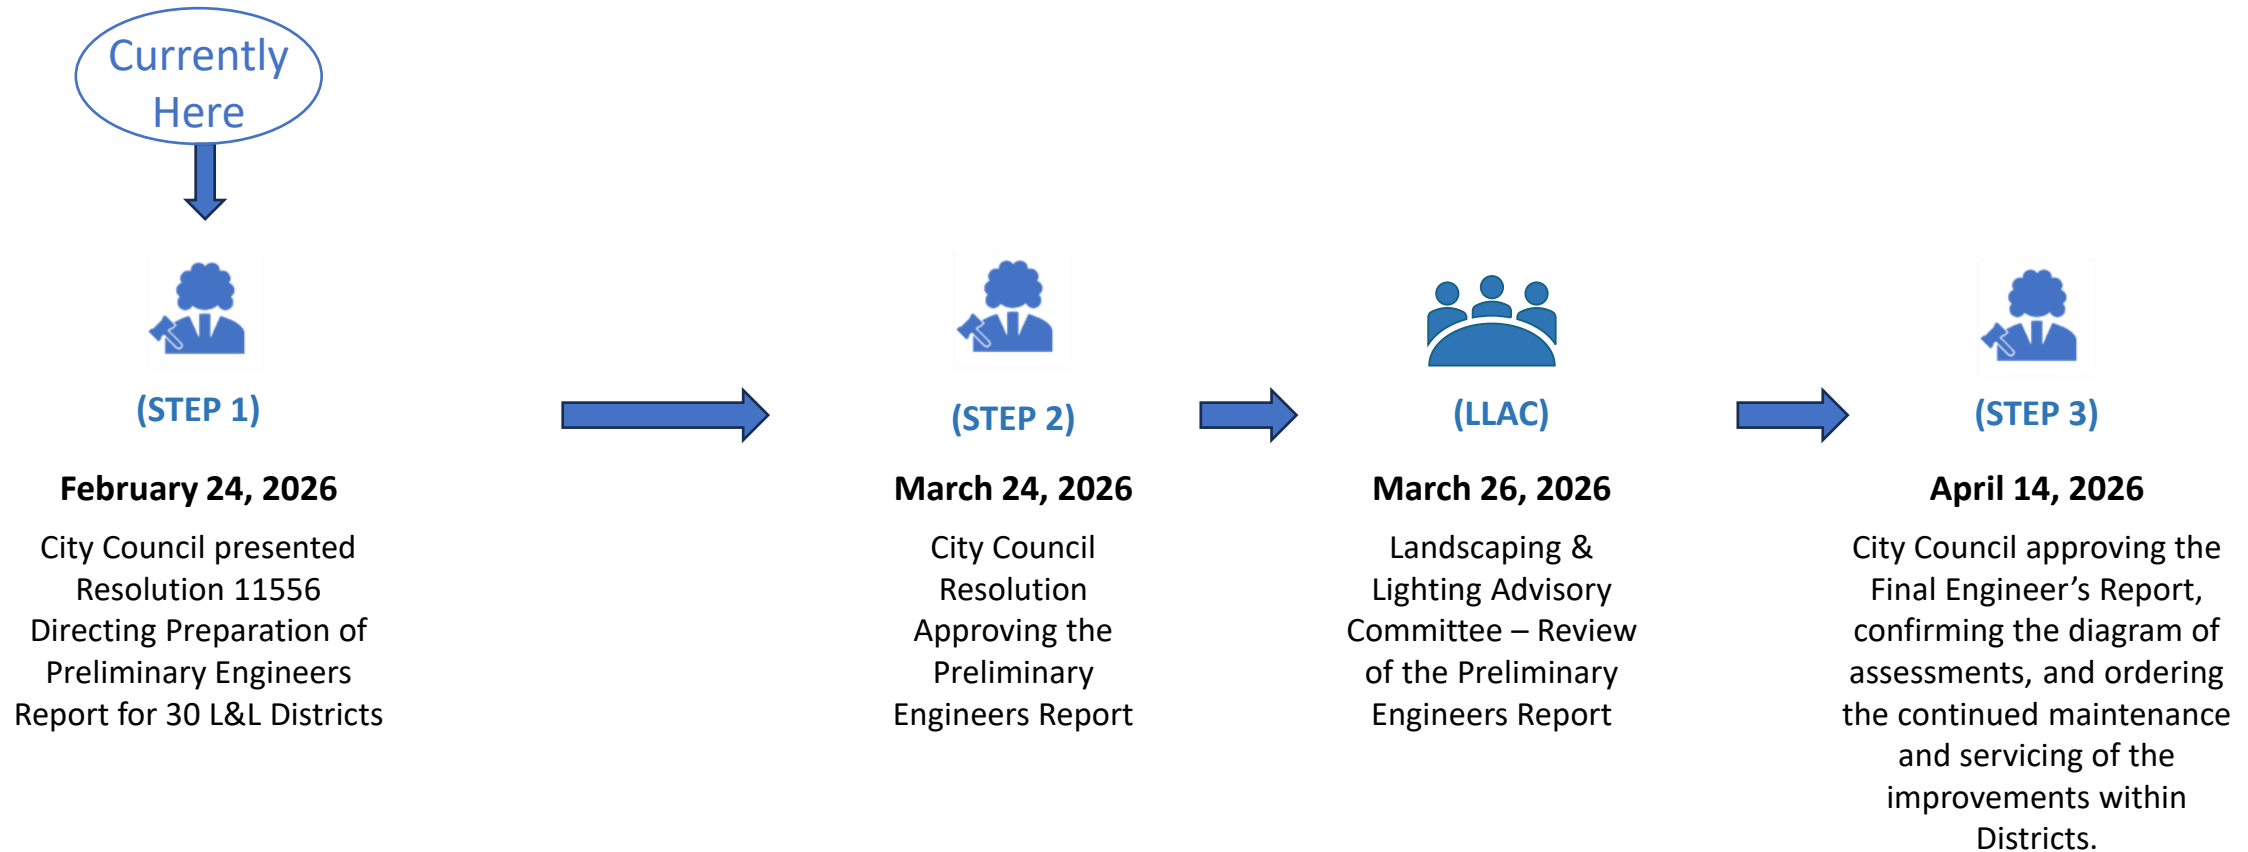 Currently
Here
(STEP 1)
February 24, 2026
City Council presented
Resolution 11556
Directing Preparation of
Preliminary Engineers
Report for 30 L&L Districts
(STEP 2)
March 24, 2026
City Council
Resolution
Approving the
Preliminary
Engineers Report
(LLAC)
March 26, 2026
Landscaping &
Lighting Advisory
Committee – Review
of the Preliminary
Engineers Report
(STEP 3)
April 14, 2026
City Council approving the
Final Engineer’s Report,
confirming the diagram of
assessments, and ordering
the continued maintenance
and servicing of the
improvements within
Districts.